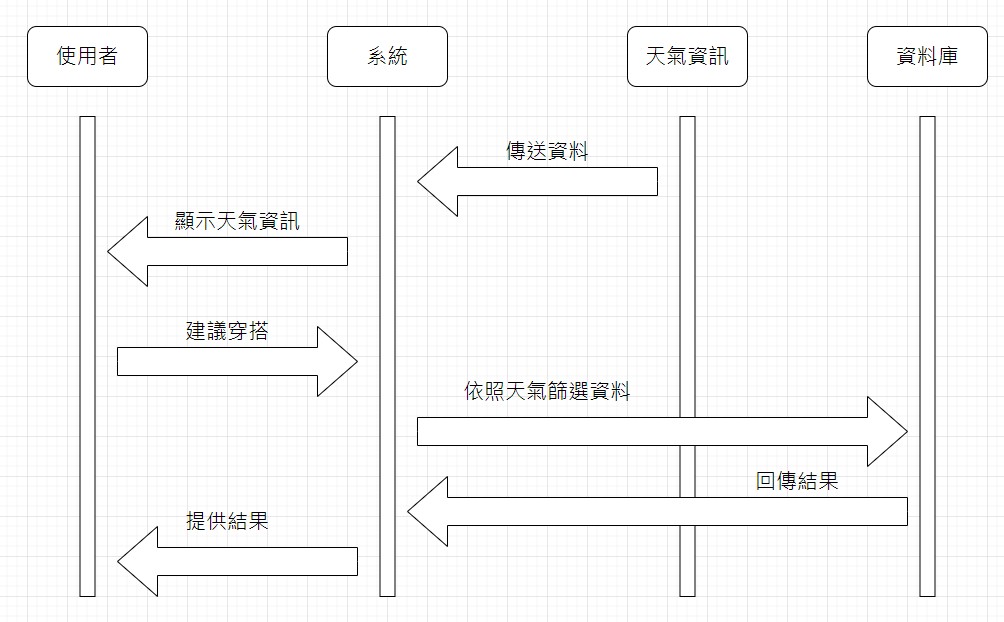 使用者
系統
天氣資訊
資料庫
傳送資料
顯示天氣資訊
建議穿搭
依照天氣篩選資料
回傳結果
提供結果